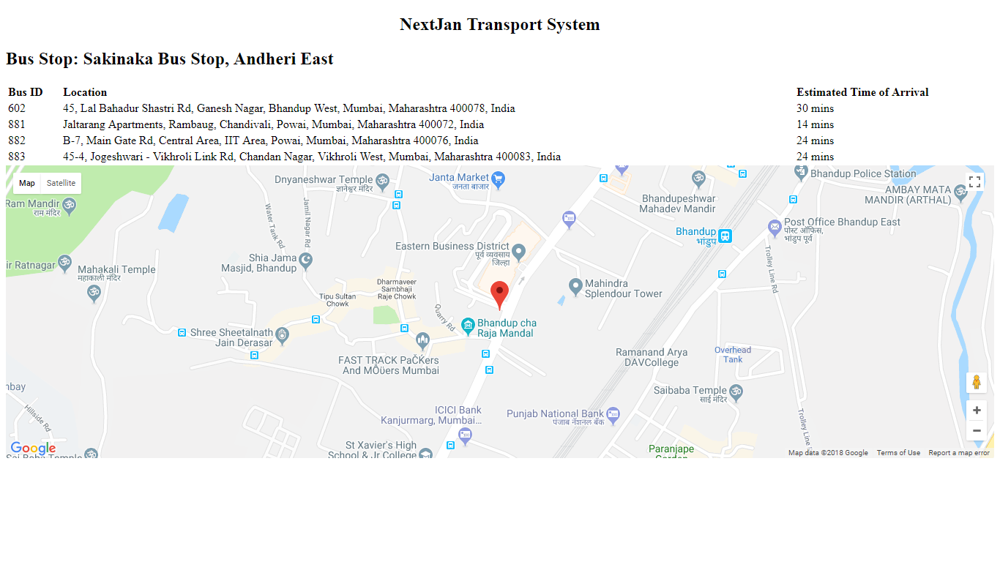 NextJan Transport System
Bus Stop: Sakinaka Bus Stop, Andheri East
Bus ID Location Estimated Time of Arrival
602 45, Lal Bahadur Shastri Rd, Ganesh Nagar, Bhandup West, Mumbai, Maharashtra 400078, India 30 mins
881 Jaltarang Apartments, Rambaug, Chandivali, Powai, Mumbai, Maharashtra 400072, India 14 mins
882 B-7, Main Gate Rd, Central Area, IIT Area, Powai, Mumbai, Maharashtra 400076, India 24 mins
883 45-4, Jogeshwari - Vikhroli Link Rd, Chandan Nagar, Vikhroli West, Mumbai, Maharashtra 400083, India 24 mins
Map Satellite
Dnyaneshwar Temple
ज्ञानेश्वर मंदिर
Janta Market
जनता बाजार
Bhandup Police Station
Bhandupeshwar
Mahadev Mandir
AMBAY MATA
MANDIR (ARTHAL)
Ram Mandir
राम मंदिर
Water Tank Rd
Jamil Nagar Rd
Post Office Bhandup East
पोस्ट ऑफिस,
भांडुप पूर्व
Bhandup
भांडुप
Eastern Business District
पूर्व व्यवसाय
जिल्हा
Shia Jama
Masjid, Bhandup
ir Ratnagar
Mahakali Temple
महाकाली मंदिर
Trolley Line Rd
Dharmaveer
Sambhaji
Raje Chowk
Tipu Sultan
Chowk
Mahindra
Splendour Tower
Quarry Rd
Bhandup cha
Raja Mandal
Shree Sheetalnath
Jain Derasar
FAST TRACK PaČǨers
And MÕÜers Mumbai
Ramanand Arya
DAVCollege
Overhead
Tank
Saibaba Temple
साई मंदिर
mbay
Hillside Rd
ICICI Bank
Kanjurmarg, Mumbai...
Punjab National Bank
पंजाब नॅशनल बँक
Trolley Line
St Xavier's High
School & Jr College
Paranjape
Garden
Google
Sai Baba Temple
Map data ©2018 Google Terms of Use Report a map error